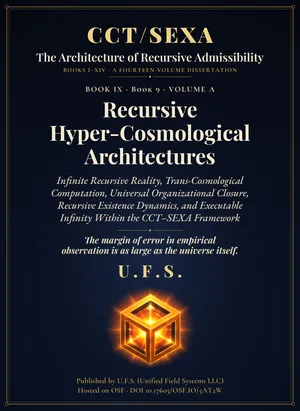 CCT/SEXA
The Architecture of Recursive Admissibility
BOOKS I–XIV · A FOURTEEN-VOLUME DISSERTATION
BOOK IX · Book 9 · VOLUME A
Recursive
Hyper-Cosmological
Architectures
Infinite Recursive Reality, Trans-Cosmological
Computation, Universal Organizational Closure,
Recursive Existence Dynamics, and Executable
Infinity Within the CCT–SEXA Framework
The margin of error in empirical
observation is as large as the universe itself.
U.F.S.
Published by U.F.S. (Unified Field Systems LLC)
Hosted on OSF · DOI 10.17605/OSF.IO/5AT2W